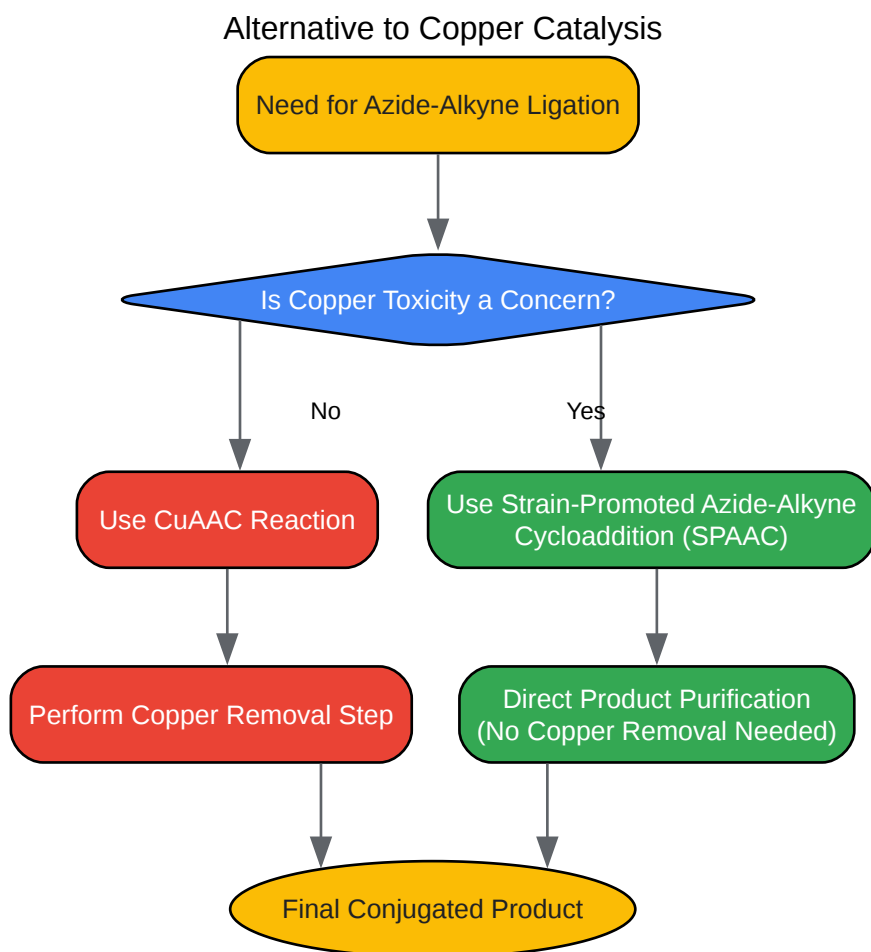 Alternative to Copper Catalysis
Need for Azide-Alkyne Ligation
Is Copper Toxicity a Concern?
No
Yes
Use CuAAC Reaction
Use Strain-Promoted Azide-Alkyne
Cycloaddition (SPAAC)
Perform Copper Removal Step
Direct Product Purification
(No Copper Removal Needed)
Final Conjugated Product